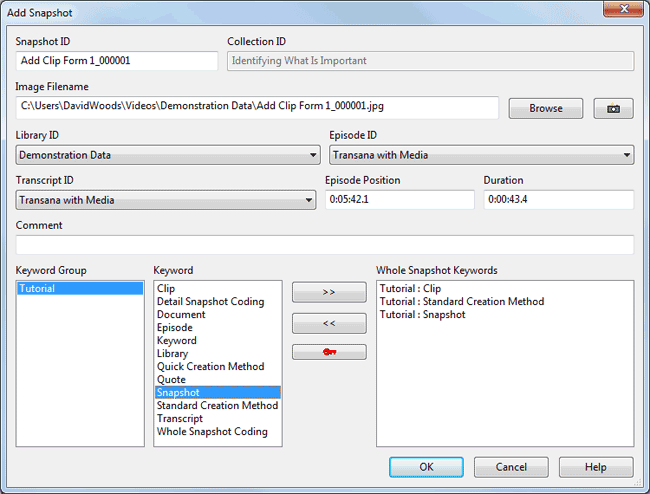 Add Snapshot
Snapshot ID
Collection ID
Add Clip Form 1_000001
Identifying What Is Important
Image Filename
C:\Users\DavidWoods\Videos\Demonstration Data\Add Clip Form 1_000001.jpg
Browse
Library ID
Episode ID
Demonstration Data
Transana with Media
Transcript ID
Episode Position
Duration
Transana with Media
0:05:42.1
0:00:43.4
Comment
Keyword Group
Keyword
Whole Snapshot Keywords
Tutorial
Clip
Detail Snapshot Coding
Document
Episode
Keyword
Library
Quick Creation Method
Quote
Snapshot
Standard Creation Method
Transcript
Whole Snapshot Coding
>>
<<
Tutorial : Clip
Tutorial : Standard Creation Method
Tutorial : Snapshot
OK
Cancel
Help